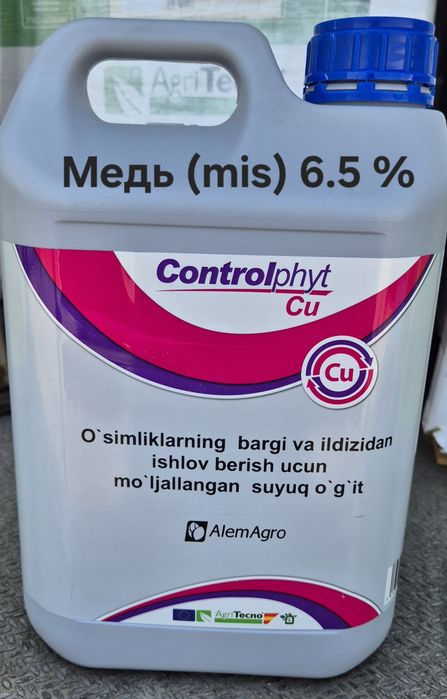 AgriTecno
Медь (mis) 6.5 %
Controlphyt
Cu
Cu
O`simliklarning bargi va ildizidan
ishlov berish ucun
mo`ljallangan suyuq o`g`it
AlemAgro
AgriTecno
a